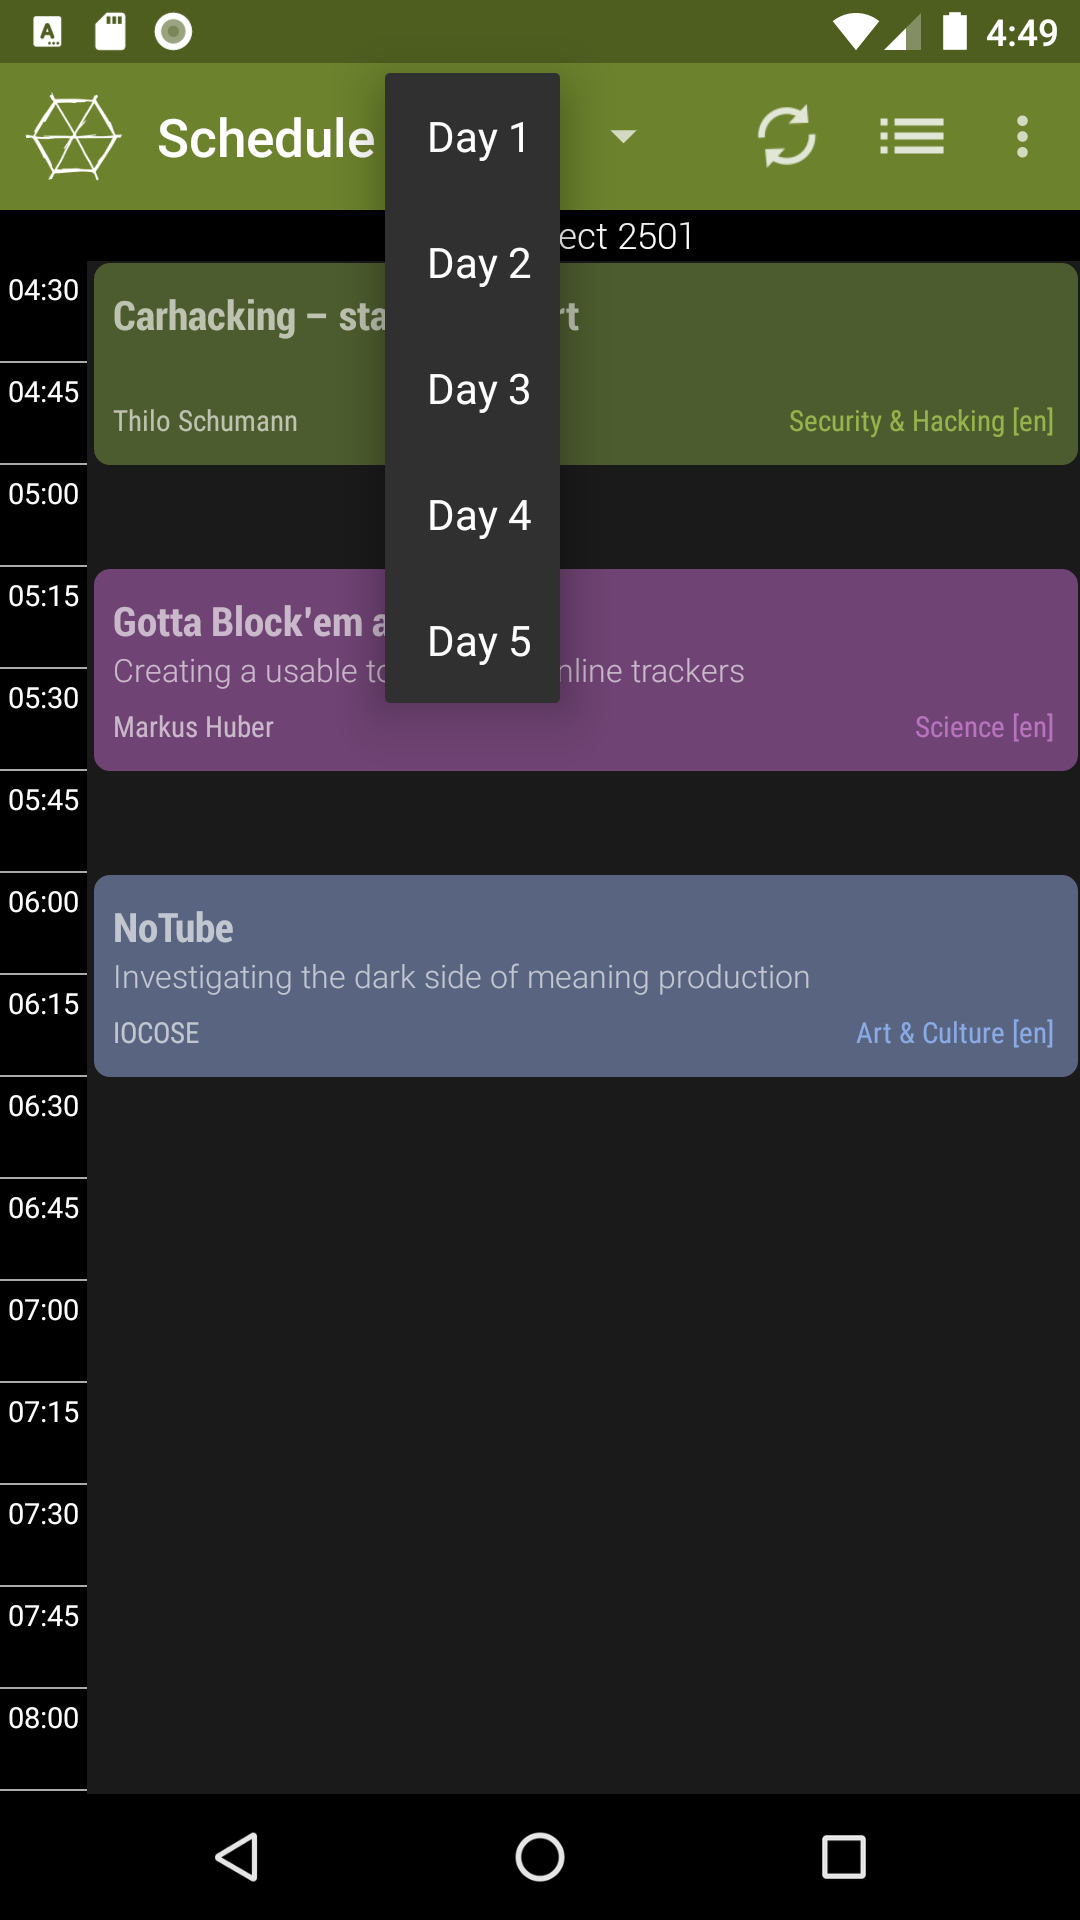 4:49
Schedule
Day 1
Day 2
Day 3
Day 4
Day 5
ect 2501
04:30
Carhacking – sta rt
04:45
Thilo Schumann
Security & Hacking [en]
05:00
05:15
Gotta Block'em a
Creating a usable to nline trackers
05:30
Markus Huber
Science [en]
05:45
06:00
NoTube
Investigating the dark side of meaning production
06:15
IOCOSE
Art & Culture [en]
06:30
06:45
07:00
07:15
07:30
07:45
08:00